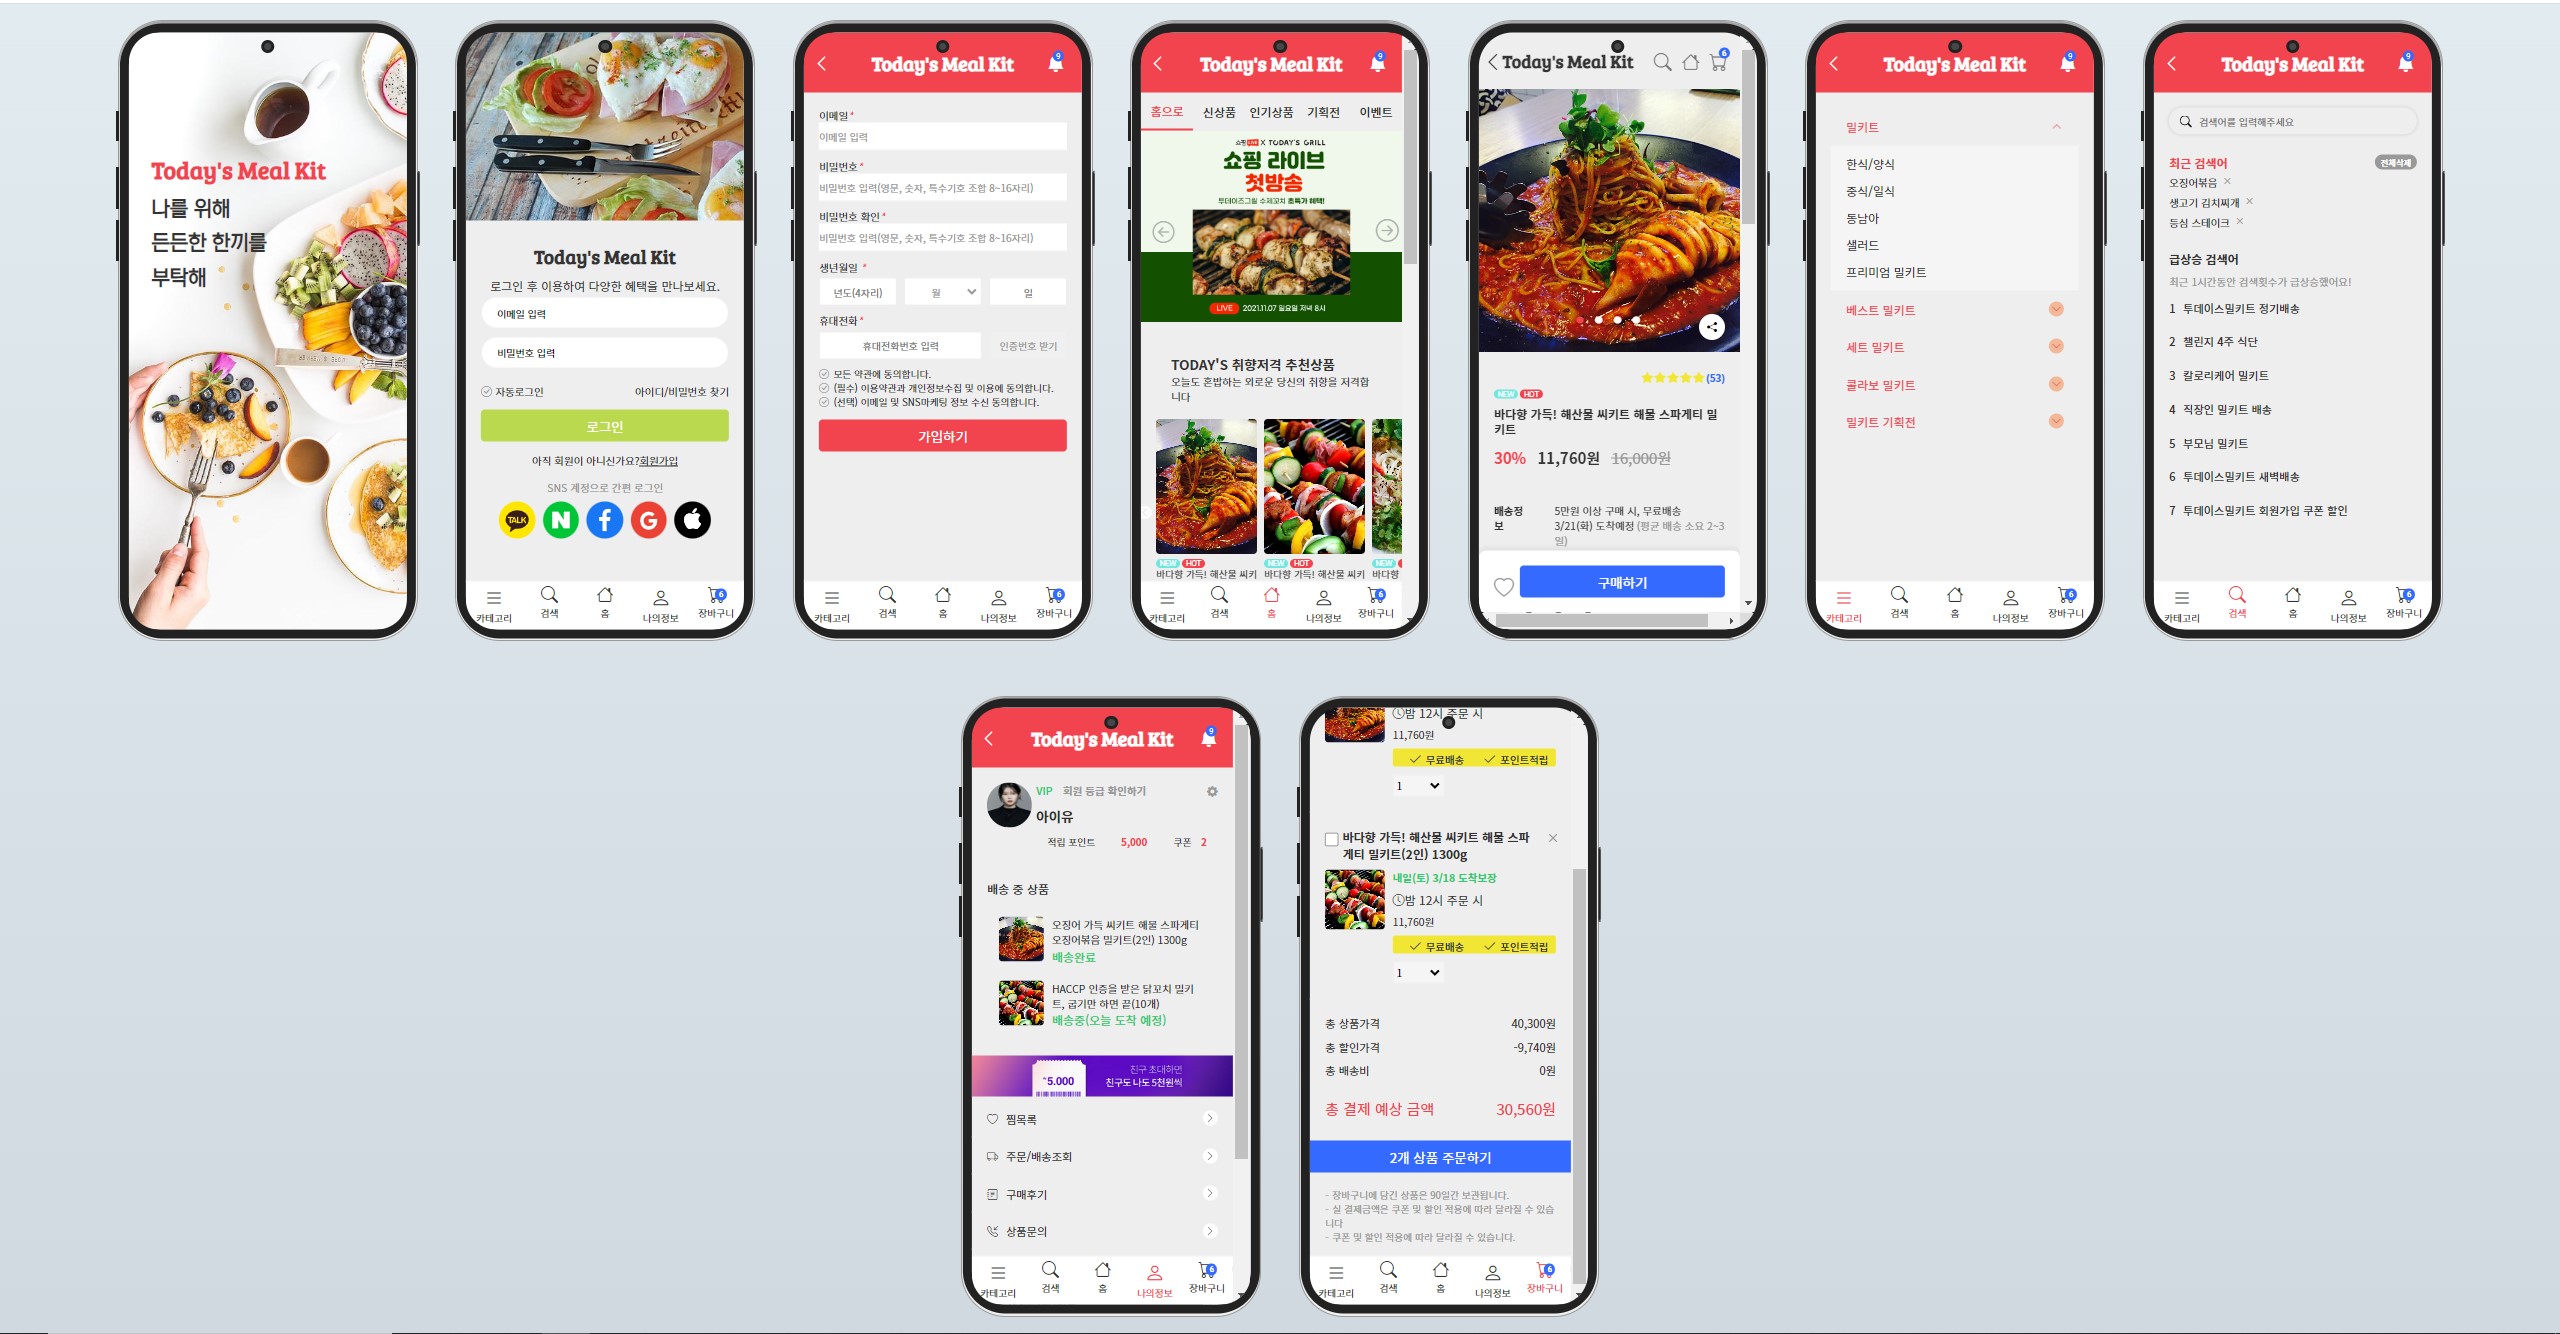 Today's Meal Kit
나를 위해
든든한 한끼를
부탁해
Today's Meal Kit
로그인 후 이용하여 다양한 혜택을 만나보세요.
이메일 입력
비밀번호 입력
자동로그인 아이디/비밀번호 찾기
로그인
아직 회원이 아니신가요?회원가입
SNS 계정으로 간편 로그인
TALK N f G
카테고리 검색 홈 나의정보 장바구니 6
Today's Meal Kit 9
이메일 *
이메일 입력
비밀번호 *
비밀번호 입력(영문, 숫자, 특수기호 조합 8~16자리)
비밀번호 확인 *
비밀번호 입력(영문, 숫자, 특수기호 조합 8~16자리)
생년월일 *
년도(4자리) 월 일
휴대전화 *
휴대전화번호 입력 인증번호 받기
모든 약관에 동의합니다.
(필수) 이용약관과 개인정보수집 및 이용에 동의합니다.
(선택) 이메일 및 SNS마케팅 정보 수신 동의합니다.
가입하기
카테고리 검색 홈 나의정보 장바구니 6
Today's Meal Kit 9
홈으로 신상품 인기상품 기획전 이벤트
쇼핑LIVE X TODAY'S GRILL
쇼핑 라이브
첫방송
투데이즈그릴 수제꼬치 초특가 혜택!
LIVE 2021.11.07 일요일 저녁 8시
TODAY'S 취향저격 추천상품
오늘도 혼밥하는 외로운 당신의 취향을 저격합
니다
NEW HOT NEW HOT NEW
바다향 가득! 해산물 씨키 바다향 가득! 해산물 씨키 바다향
카테고리 검색 홈 나의정보 장바구니 6
Today's Meal Kit 6
(53)
NEW HOT
바다향 가득! 해산물 씨키트 해물 스파게티 밀
키트
30% 11,760원 16,000원
배송정
보
5만원 이상 구매 시, 무료배송
3/21(화) 도착예정 (평균 배송 소요 2~3
일)
구매하기
Today's Meal Kit 9
밀키트
한식/양식
중식/일식
동남아
샐러드
프리미엄 밀키트
베스트 밀키트
세트 밀키트
콜라보 밀키트
밀키트 기획전
카테고리 검색 홈 나의정보 장바구니 6
Today's Meal Kit 9
검색어를 입력해주세요
최근 검색어 전체삭제
오징어볶음
생고기 김치찌개
등심 스테이크
급상승 검색어
최근 1시간동안 검색횟수가 급상승했어요!
1 투데이스밀키트 정기배송
2 챌린지 4주 식단
3 칼로리케어 밀키트
4 직장인 밀키트 배송
5 부모님 밀키트
6 투데이스밀키트 새벽배송
7 투데이스밀키트 회원가입 쿠폰 할인
카테고리 검색 홈 나의정보 장바구니 6
Today's Meal Kit 9
VIP 회원 등급 확인하기
아이유
적립 포인트 5,000 쿠폰 2
배송 중 상품
오징어 가득 씨키트 해물 스파게티
오징어볶음 밀키트(2인) 1300g
배송완료
HACCP 인증을 받은 닭꼬치 밀키
트, 굽기만 하면 끝(10개)
배송중(오늘 도착 예정)
5,000
친구 초대하면
친구도 나도 5천원씩
찜목록
주문/배송조회
구매후기
상품문의
카테고리 검색 홈 나의정보 장바구니 6
밤 12시 주문 시
11,760원
무료배송 포인트적립
1
바다향 가득! 해산물 씨키트 해물 스파
게티 밀키트(2인) 1300g
내일(토) 3/18 도착보장
밤 12시 주문 시
11,760원
무료배송 포인트적립
1
총 상품가격 40,300원
총 할인가격 -9,740원
총 배송비 0원
총 결제 예상 금액 30,560원
2개 상품 주문하기
- 장바구니에 담긴 상품은 90일간 보관됩니다.
- 실 결제금액은 쿠폰 및 할인 적용에 따라 달라질 수 있습
니다
- 쿠폰 및 할인 적용에 따라 달라질 수 있습니다.
카테고리 검색 홈 나의정보 장바구니 6